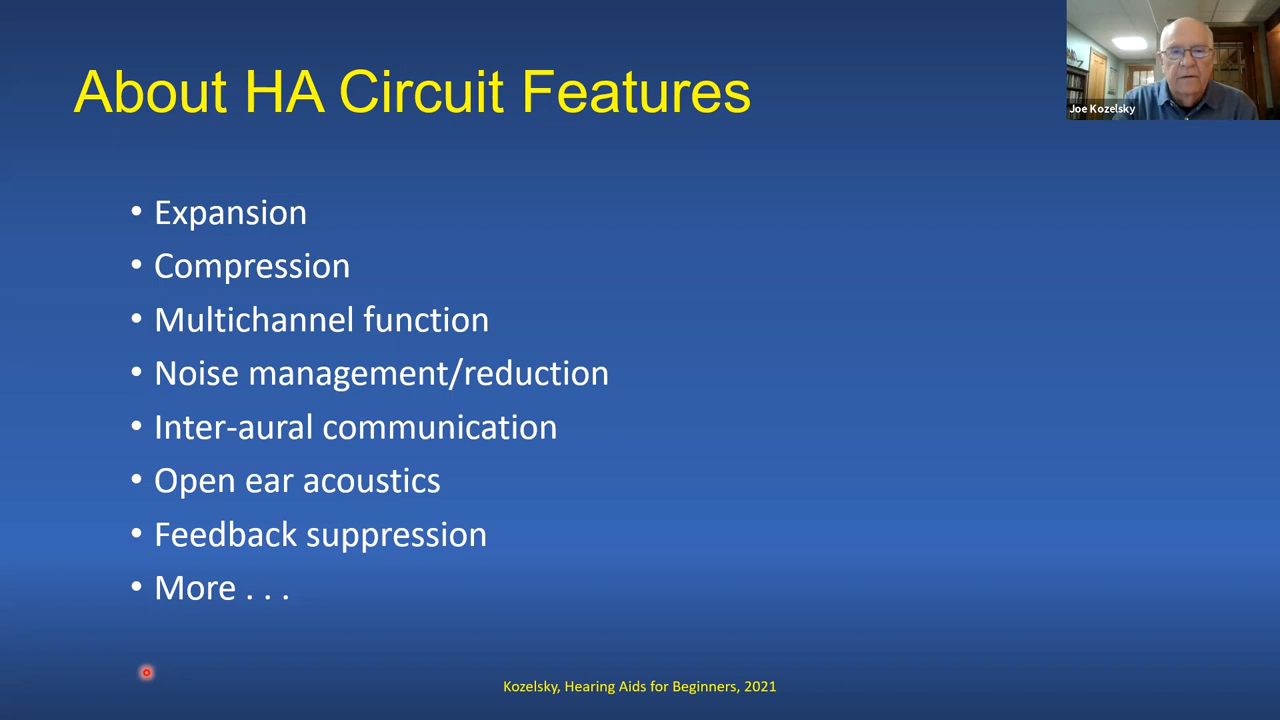 About HA Circuit Features
Joe Kozelsky
• Expansion
• Compression
• Multichannel function
• Noise management/reduction
• Inter-aural communication
• Open ear acoustics
• Feedback suppression
• More . . .
Kozelsky, Hearing Aids for Beginners, 2021